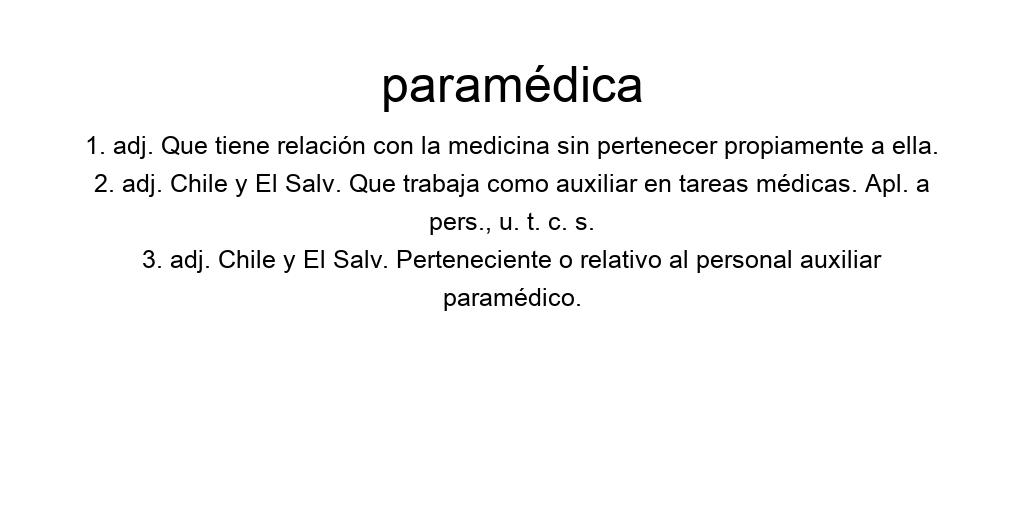 paramédica
1. adj. Que tiene relación con la medicina sin pertenecer propiamente a ella.
2. adj. Chile y El Salv. Que trabaja como auxiliar en tareas médicas. Apl. a
pers., u. t. c. s.
3. adj. Chile y El Salv. Perteneciente o relativo al personal auxiliar
paramédico.